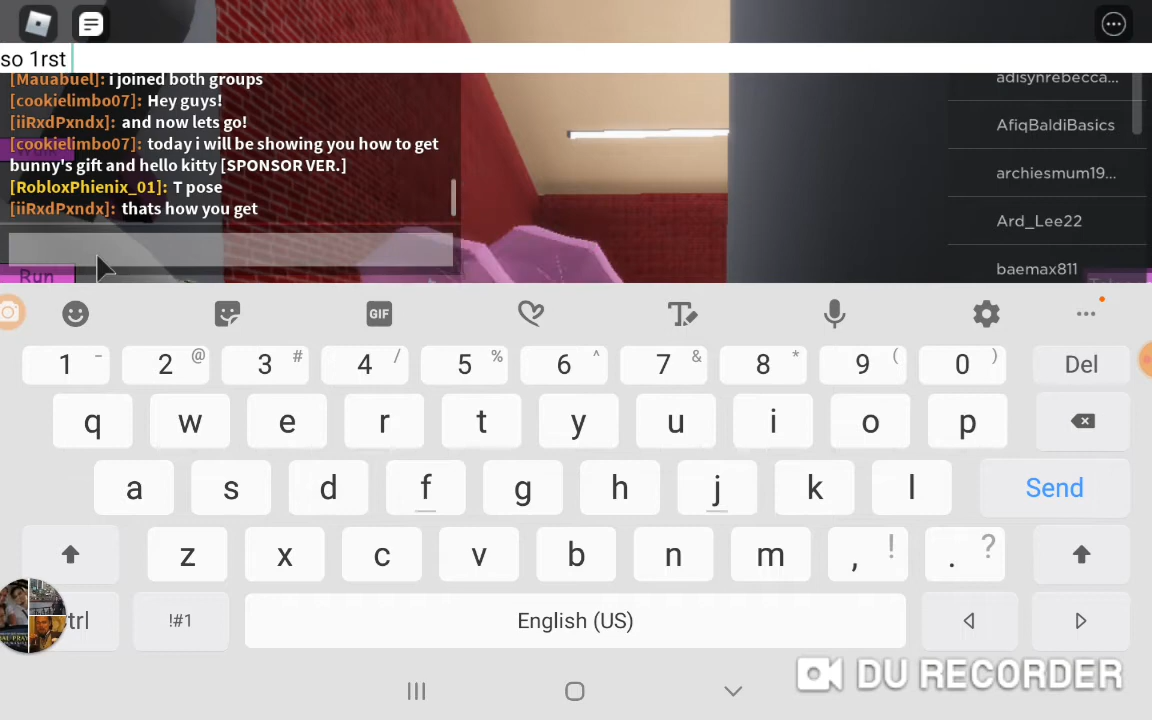 so 1rst
[Mauabuel]: i joined both groups
[cookielimbo07]: Hey guys!
[iiRxdPxndx]: and now lets go!
[cookielimbo07]: today i will be showing you how to get
bunny's gift and hello kitty [SPONSOR VER.]
[RobloxPhienix_01]: T pose
[iiRxdPxndx]: thats how you get
Run
adisynrebecca...
AfiqBaldiBasics
archiesmum19...
Ard_Lee22
baemax811
GIF
1 - 2 @ 3 # 4 / 5 % 6 ^ 7 & 8 * 9 ( 0 ) Del
q w e r t y u i o p
a s d f g h j k l Send
z x c v b n m , ! . ?
trl !#1 English (US)
DU RECORDER